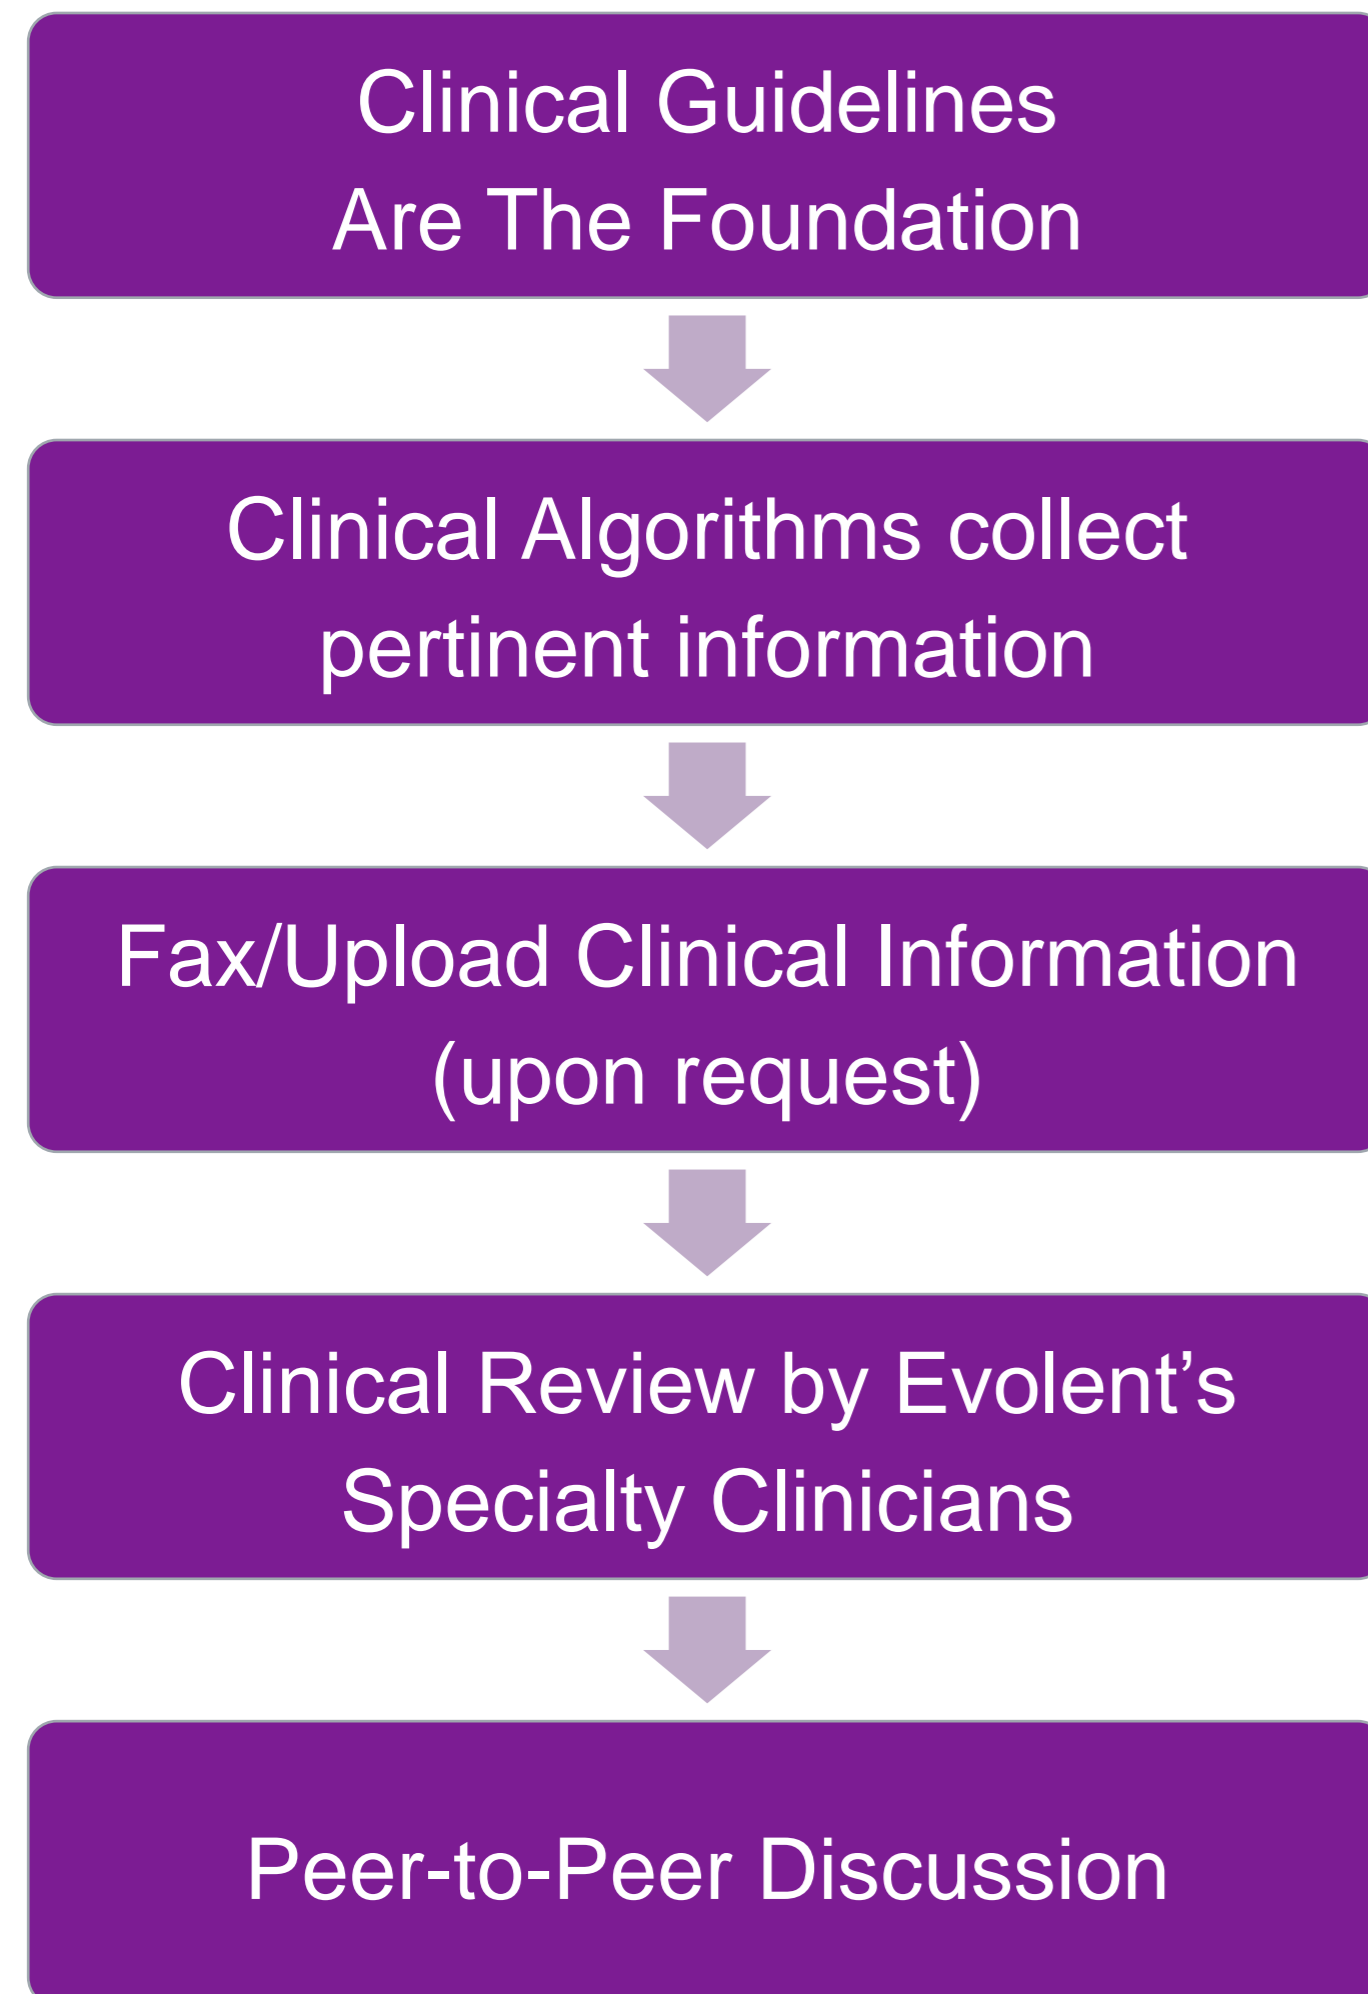 Clinical Guidelines
Are The Foundation
Clinical Algorithms collect
pertinent information
Fax/Upload Clinical Information
(upon request)
Clinical Review by Evolent’s
Specialty Clinicians
Peer-to-Peer Discussion